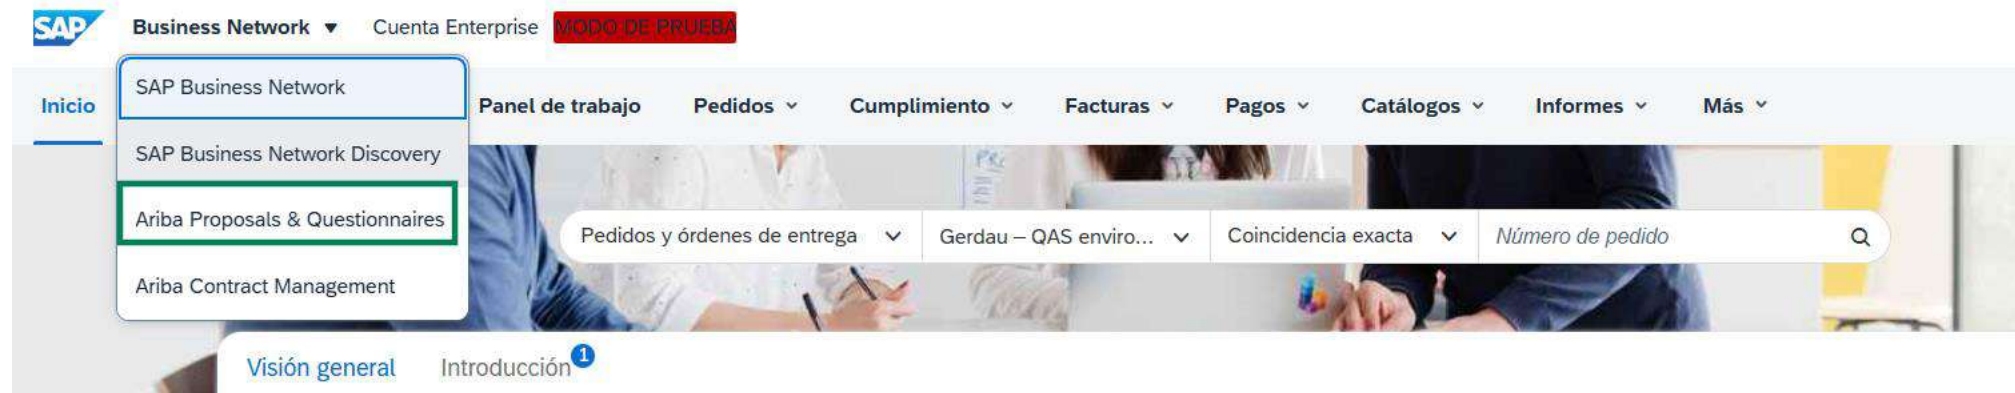 SAP Business Network Cuenta Enterprise MODO DE PRUEBA
SAP Business Network
SAP Business Network Discovery
Ariba Proposals & Questionnaires
Ariba Contract Management
Inicio Panel de trabajo Pedidos Cumplimiento Facturas Pagos Catálogos Informes Más
Pedidos y órdenes de entrega Gerdau – QAS enviro... Coincidencia exacta Número de pedido
Visión general Introducción 1